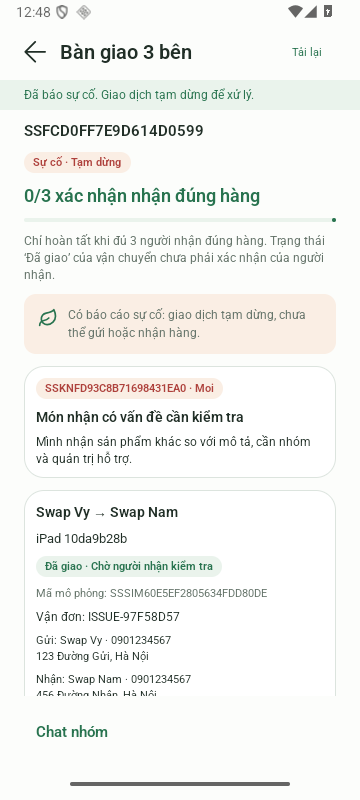 12:48
Bàn giao 3 bên
Tải lại
Đã báo sự cố. Giao dịch tạm dừng để xử lý.
SSFCD0FF7E9D614D0599
Sự cố · Tạm dừng
0/3 xác nhận nhận đúng hàng
Chỉ hoàn tất khi đủ 3 người nhận đúng hàng. Trạng thái
‘Đã giao’ của vận chuyển chưa phải xác nhận của người
nhận.
Có báo cáo sự cố: giao dịch tạm dừng, chưa
thể gửi hoặc nhận hàng.
SSKNFD93C8B71698431EA0 · Moi
Món nhận có vấn đề cần kiểm tra
Mình nhận sản phẩm khác so với mô tả, cần nhóm
và quản trị hỗ trợ.
Swap Vy → Swap Nam
iPad 10da9b28b
Đã giao · Chờ người nhận kiểm tra
Mã mô phỏng: SSSIM60E5EF2805634FDD80DE
Vận đơn: ISSUE-97F58D57
Gửi: Swap Vy · 0901234567
123 Đường Gửi, Hà Nội
Nhận: Swap Nam · 0901234567
456 Đường Nhận, Hà Nội
Chat nhóm